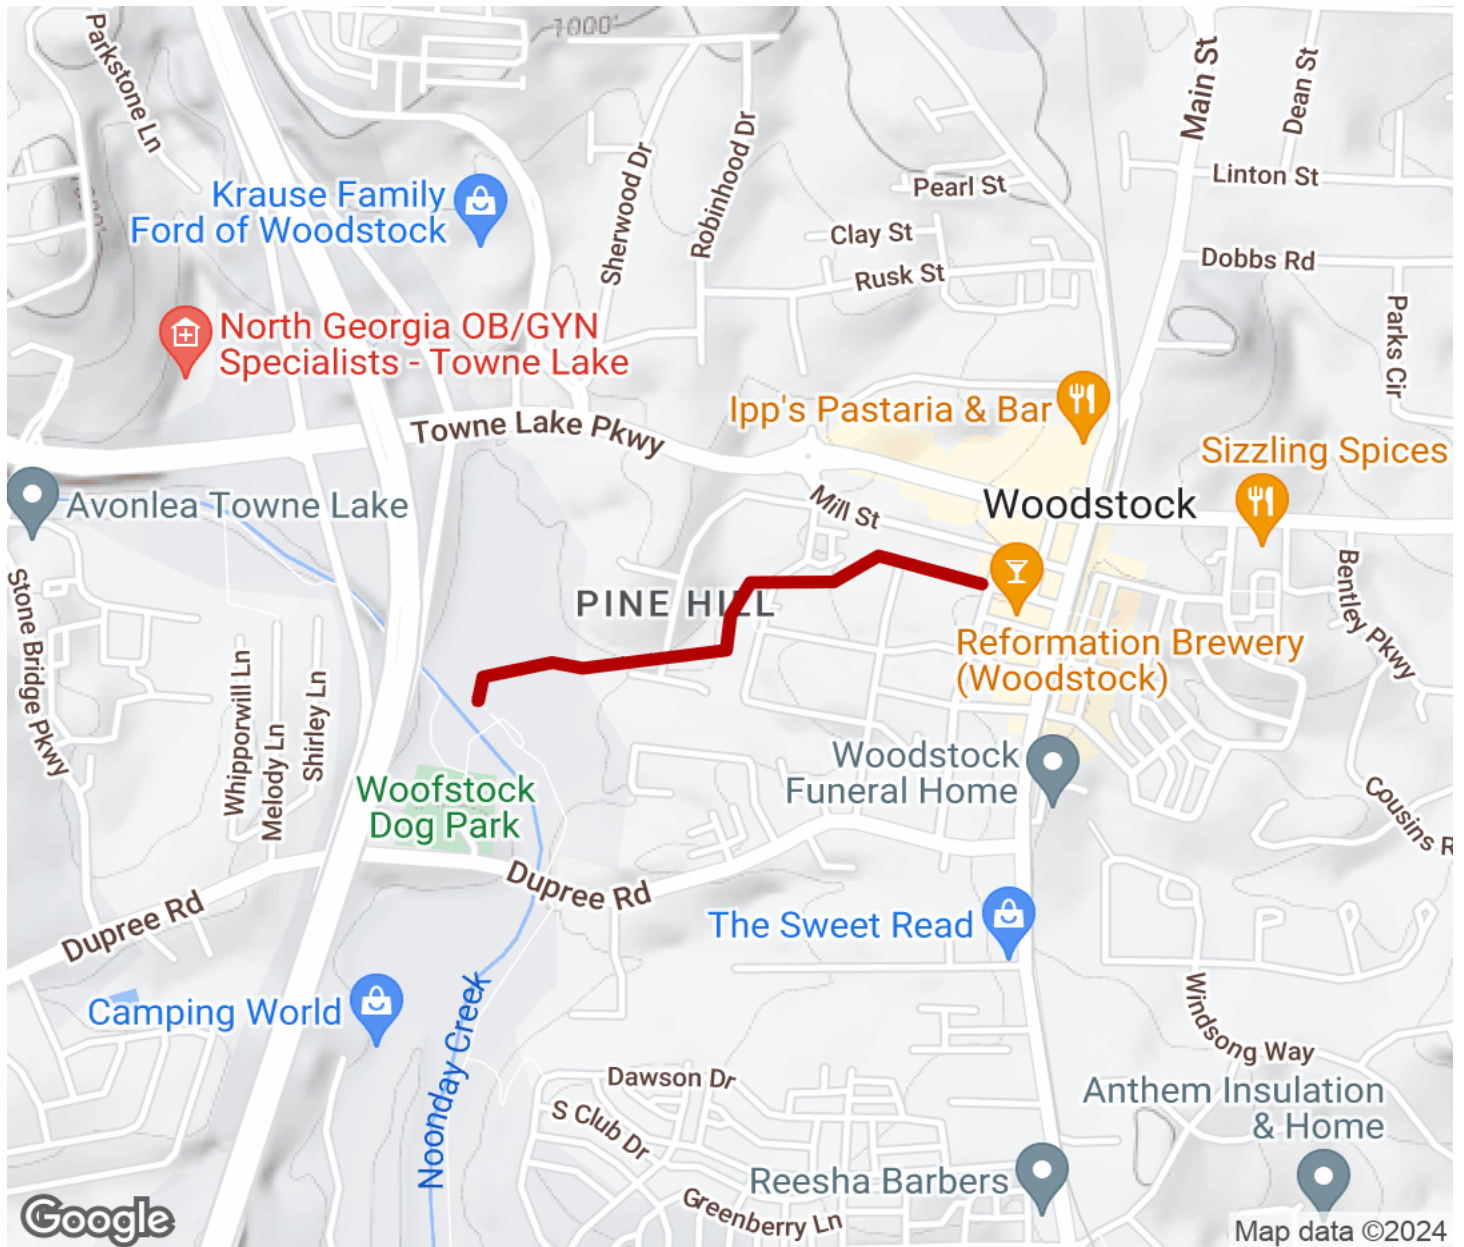 1000'
Parkstone Ln
Main St
Dean St
Sherwood Dr
Robinhood Dr
Pearl St
Linton St
Krause Family
Ford of Woodstock
Clay St
Rusk St
Dobbs Rd
Parks Cir
North Georgia OB/GYN
Specialists - Towne Lake
Ipp's Pastaria & Bar
Towne Lake Pkwy
Sizzling Spices
Avonlea Towne Lake
Mill St
Woodstock
Bentley Pkwy
Stone Bridge Pkwy
PINE HILL
Reformation Brewery
(Woodstock)
Whipporwill Ln
Melody Ln
Shirley Ln
Woodstock
Funeral Home
Woofstock
Dog Park
Cousins R
Dupree Rd
Dupree Rd
The Sweet Read
Camping World
Noonday Creek
Windsong Way
Dawson Dr
S Club Dr
Anthem Insulation
& Home
Reesha Barbers
Greenberry Ln
Google
Map data ©2024